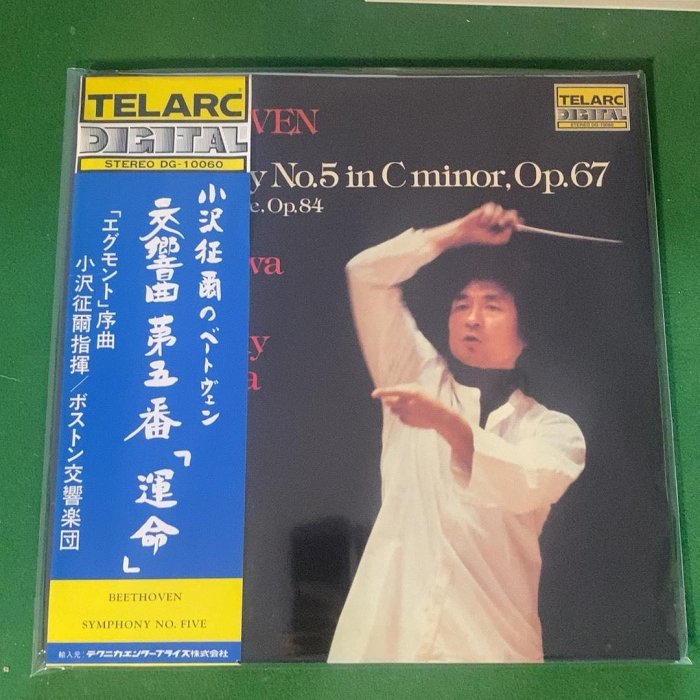 TELARC
DIGITAL
STEREO DG-10060
小沢征爾のベートヴェン
交響曲第五番「運命」
「エグモント」序曲
小沢征爾指揮/ボストン交響楽団
BEETHOVEN
SYMPHONY NO. FIVE
輸入元:テクニカエンタープライズ株式会社
VEN
y No.5 in C minor, Op.67
e, Op.84
wa
y
a
TELARC
DIGITAL